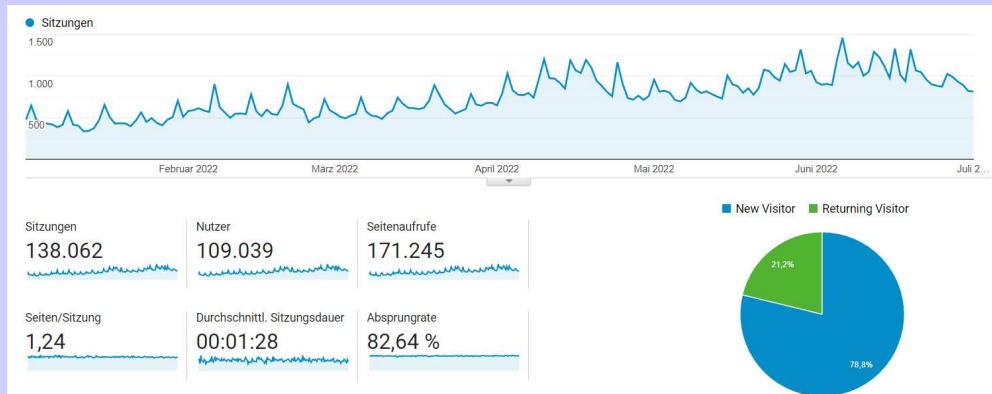 Sitzungen
1.500
1.000
500
Februar 2022 März 2022 April 2022 Mai 2022 Juni 2022 Juli 2...
New Visitor Returning Visitor
Sitzungen Nutzer Seitenaufrufe
138.062 109.039 171.245
21,2%
Seiten/Sitzung Durchschnittl. Sitzungsdauer Absprungrate
1,24 00:01:28 82,64 %
78,8%